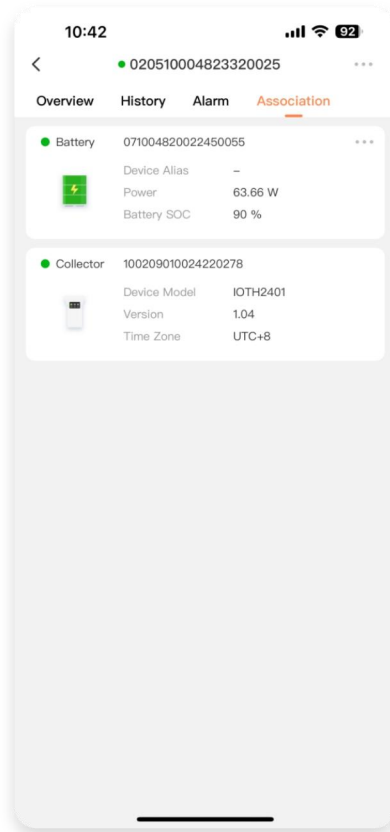 10:42 92
020510004823320025
Overview History Alarm Association
Battery 071004820022450055
Device Alias –
Power 63.66 W
Battery SOC 90 %
Collector 100209010024220278
Device Model IOTH2401
Version 1.04
Time Zone UTC+8